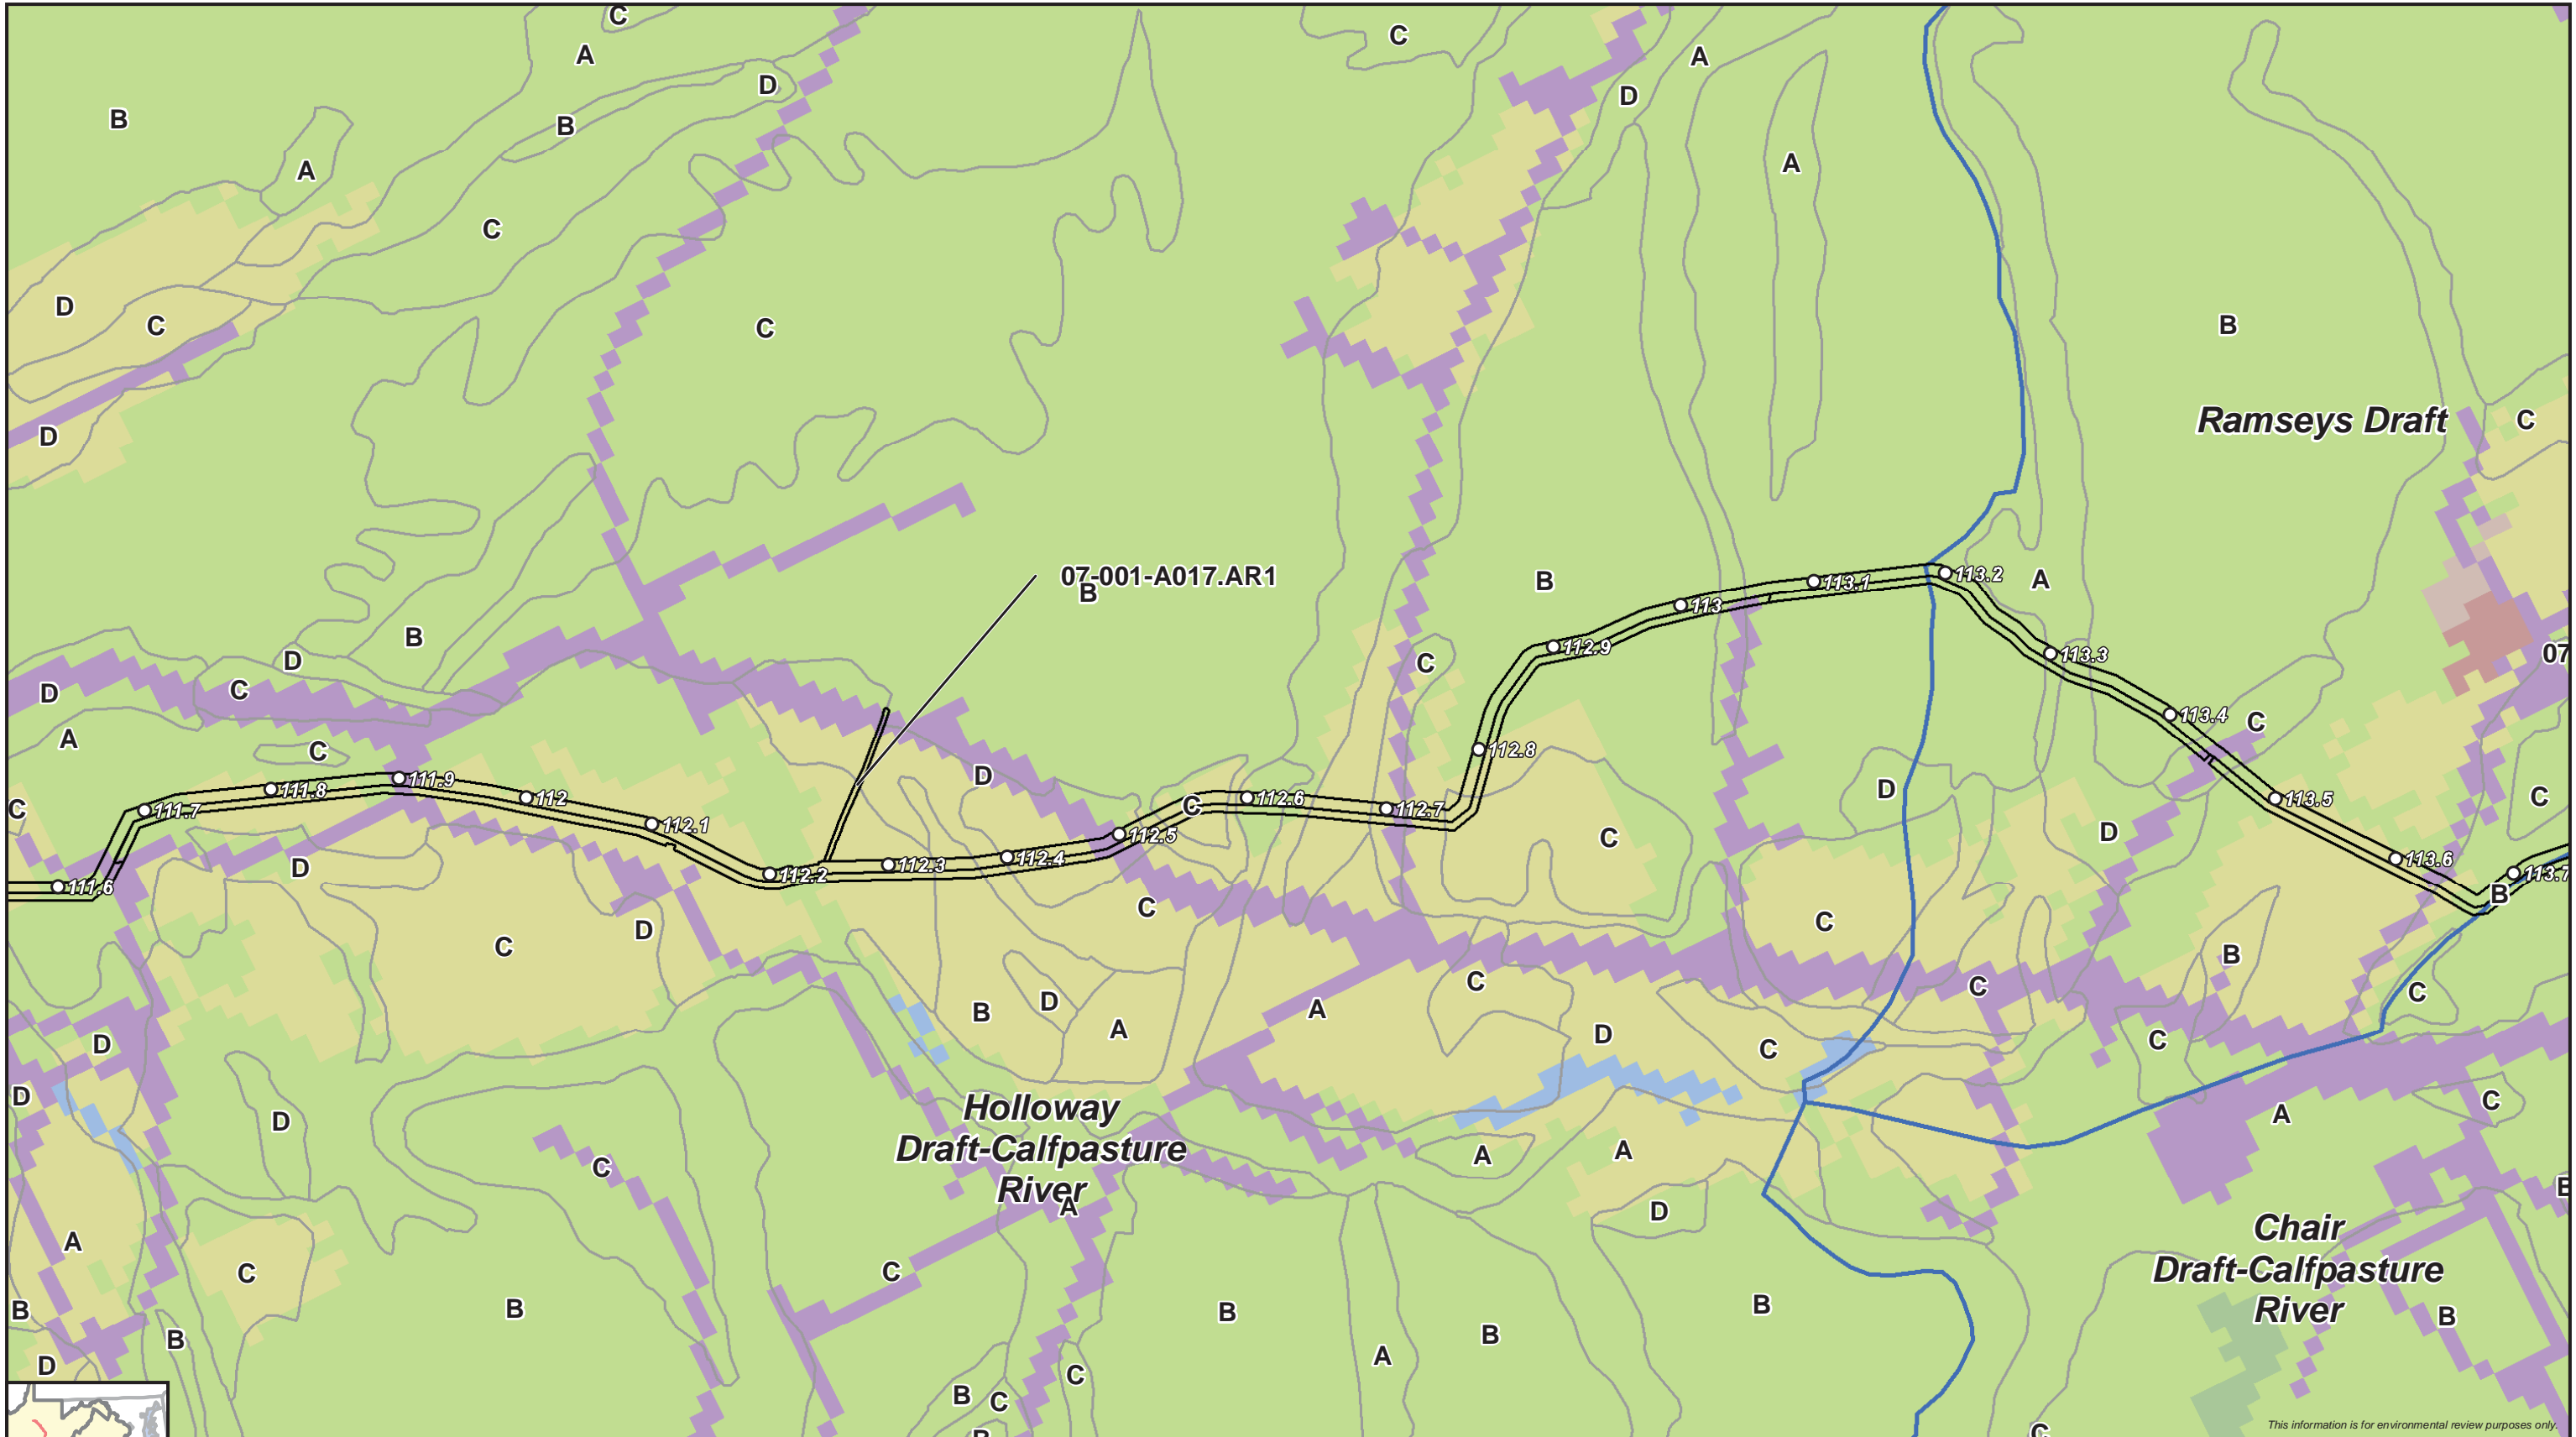 C
C
A
A
D
D
B
B
A
A
C
D
C
C
B
Ramseys Draft
C
D
07-001-A017.AR1
B
B
A
113.2
113.1
113
B
D
112.9
C
113.3
07
D
C
A
C
113.4
C
112.8
D
111.9
111.8
112
C
112.6
112.7
D
113.5
C
C
111.7
112.1
112.5
C
D
113.6
112.4
112.3
112.2
D
111.6
113.7
B
C
D
C
C
B
C
C
C
B
D
A
A
D
C
C
D
D
D
C
A
Holloway
Draft-Calfpasture
River
A
C
A
A
D
A
C
C
B
Chair
Draft-Calfpasture
River
B
B
B
B
B
B
A
D
C
B
C
C
This information is for environmental review purposes only.